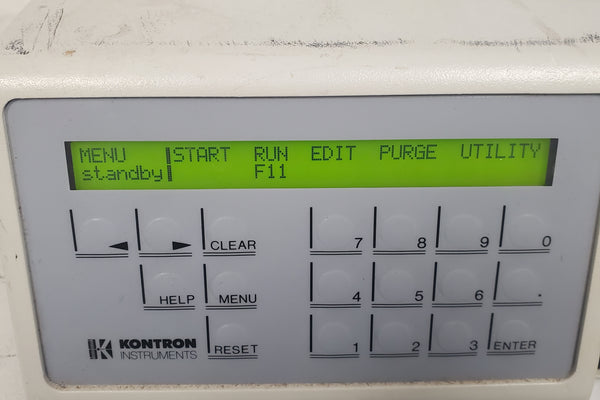 MENU START RUN EDIT PURGE UTILITY
standby F11
◄ ► CLEAR 7 8 9 0
HELP MENU 4 5 6 .
KONTRON
INSTRUMENTS
RESET 1 2 3 ENTER